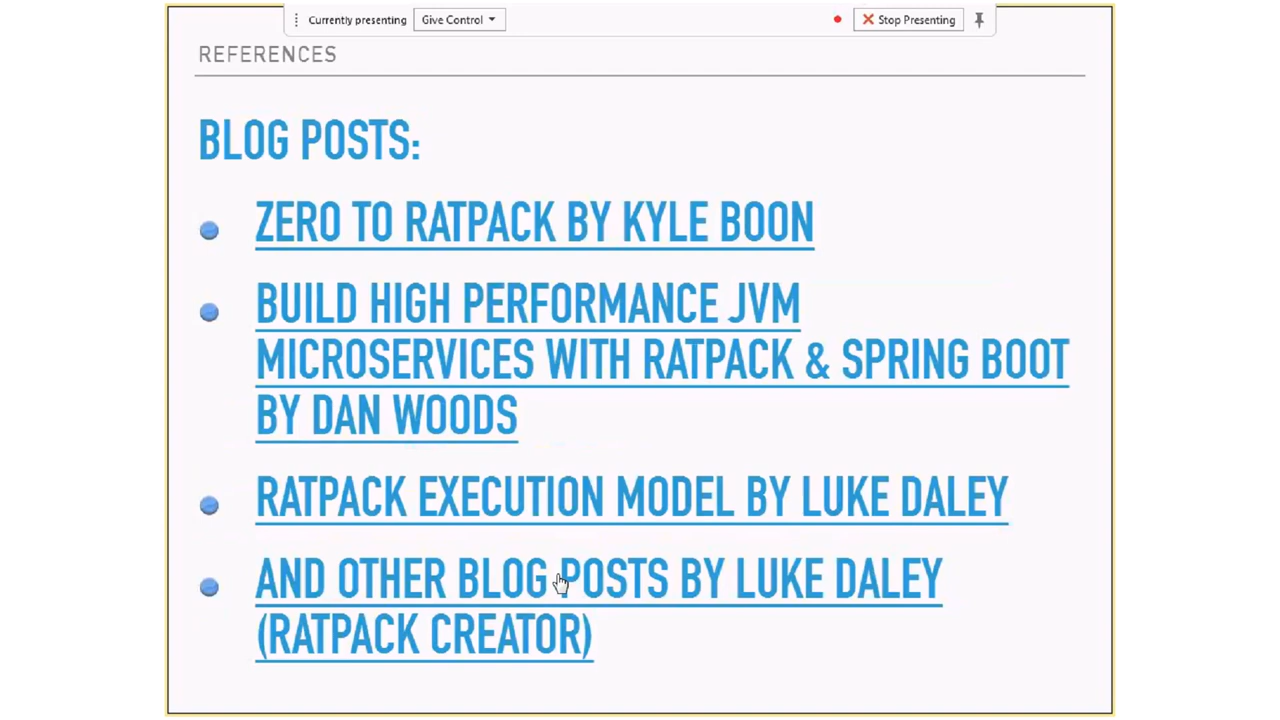 Currently presenting Give Control Stop Presenting
REFERENCES
BLOG POSTS:
ZERO TO RATPACK BY KYLE BOON
BUILD HIGH PERFORMANCE JVM
MICROSERVICES WITH RATPACK & SPRING BOOT
BY DAN WOODS
RATPACK EXECUTION MODEL BY LUKE DALEY
AND OTHER BLOG POSTS BY LUKE DALEY
(RATPACK CREATOR)